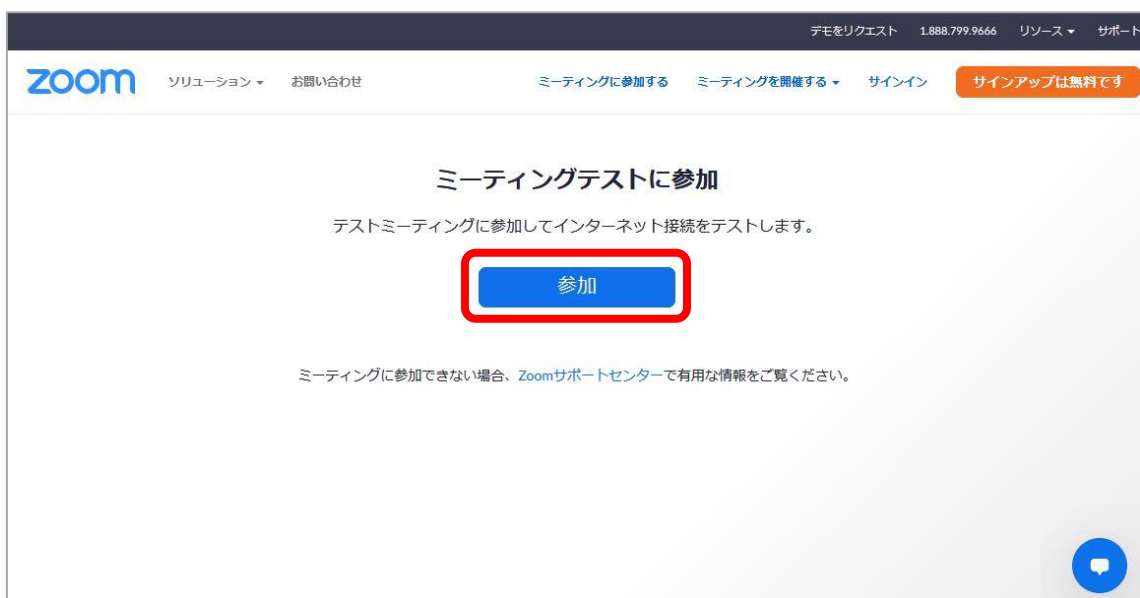 デモをリクエスト 1.888.799.9666 リソース サポート
zoom ソリューション お問い合わせ ミーティングに参加する ミーティングを開催する サインイン サインアップは無料です
ミーティングテストに参加
テストミーティングに参加してインターネット接続をテストします。
参加
ミーティングに参加できない場合、Zoomサポートセンターで有用な情報をご覧ください。